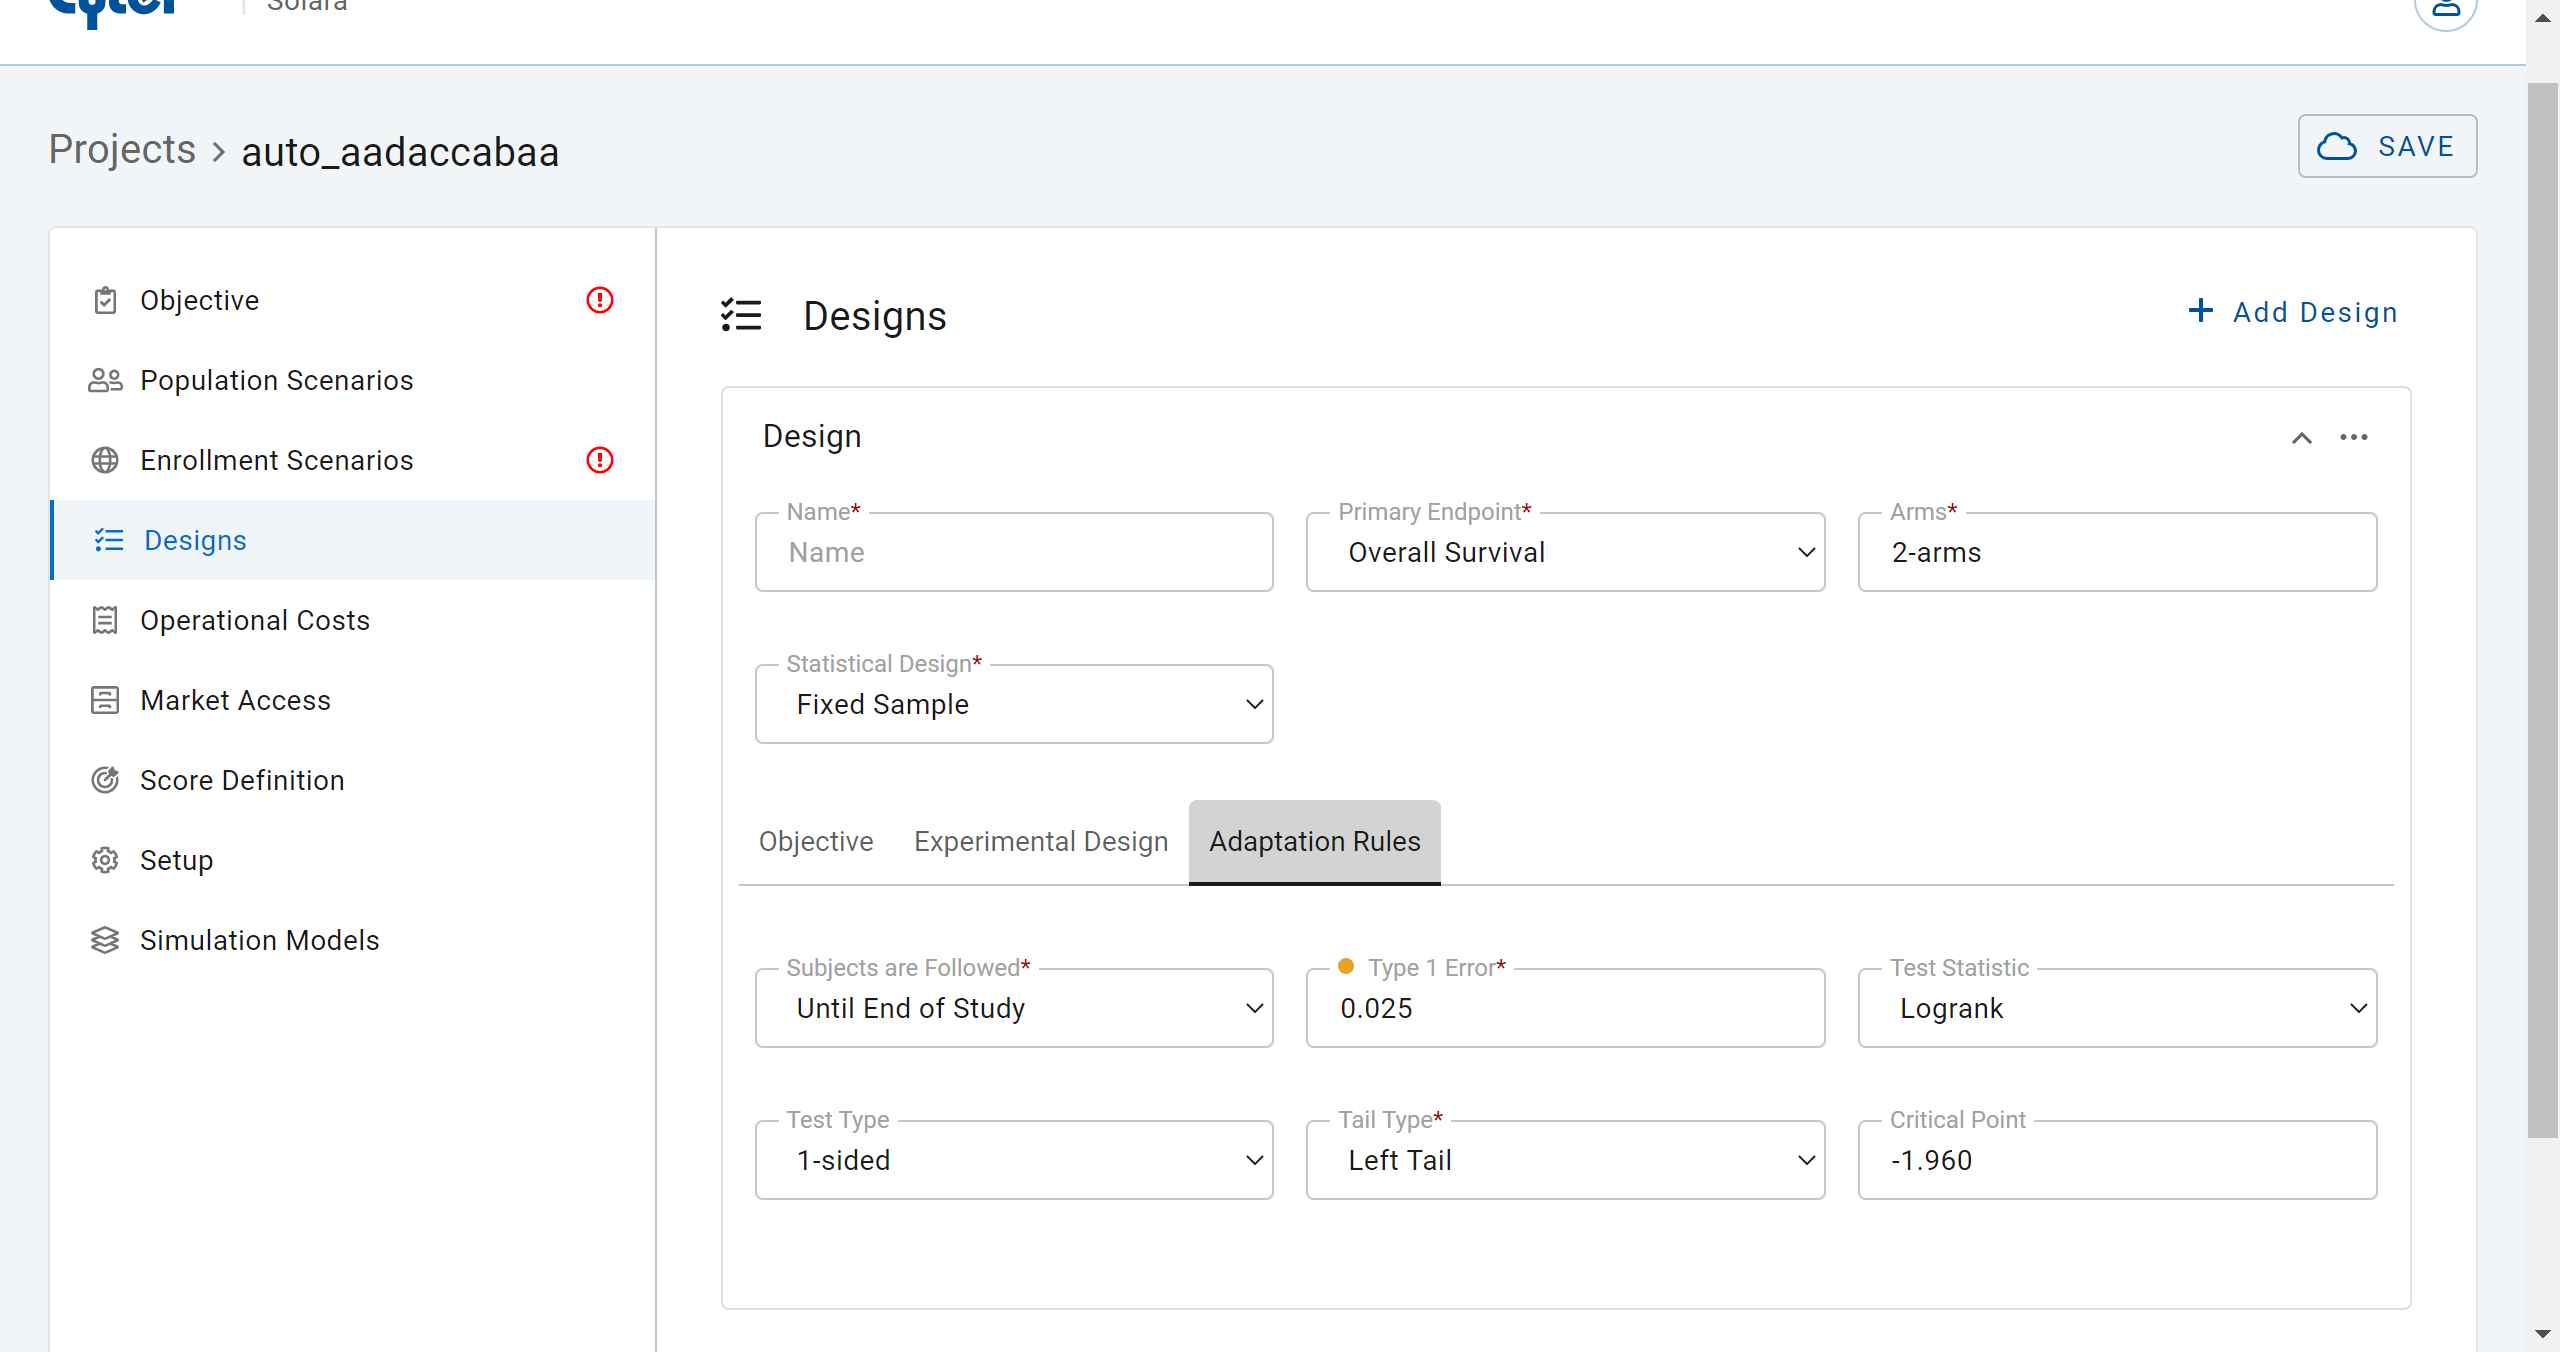 Solara
Projects > auto_aadaccabaa
SAVE
Objective
Population Scenarios
Enrollment Scenarios
Designs
Operational Costs
Market Access
Score Definition
Setup
Simulation Models
Designs
+ Add Design
Design
Name*
Name
Primary Endpoint*
Overall Survival
Arms*
2-arms
Statistical Design*
Fixed Sample
Objective Experimental Design Adaptation Rules
Subjects are Followed*
Until End of Study
Type 1 Error*
0.025
Test Statistic
Logrank
Test Type
1-sided
Tail Type*
Left Tail
Critical Point
-1.960